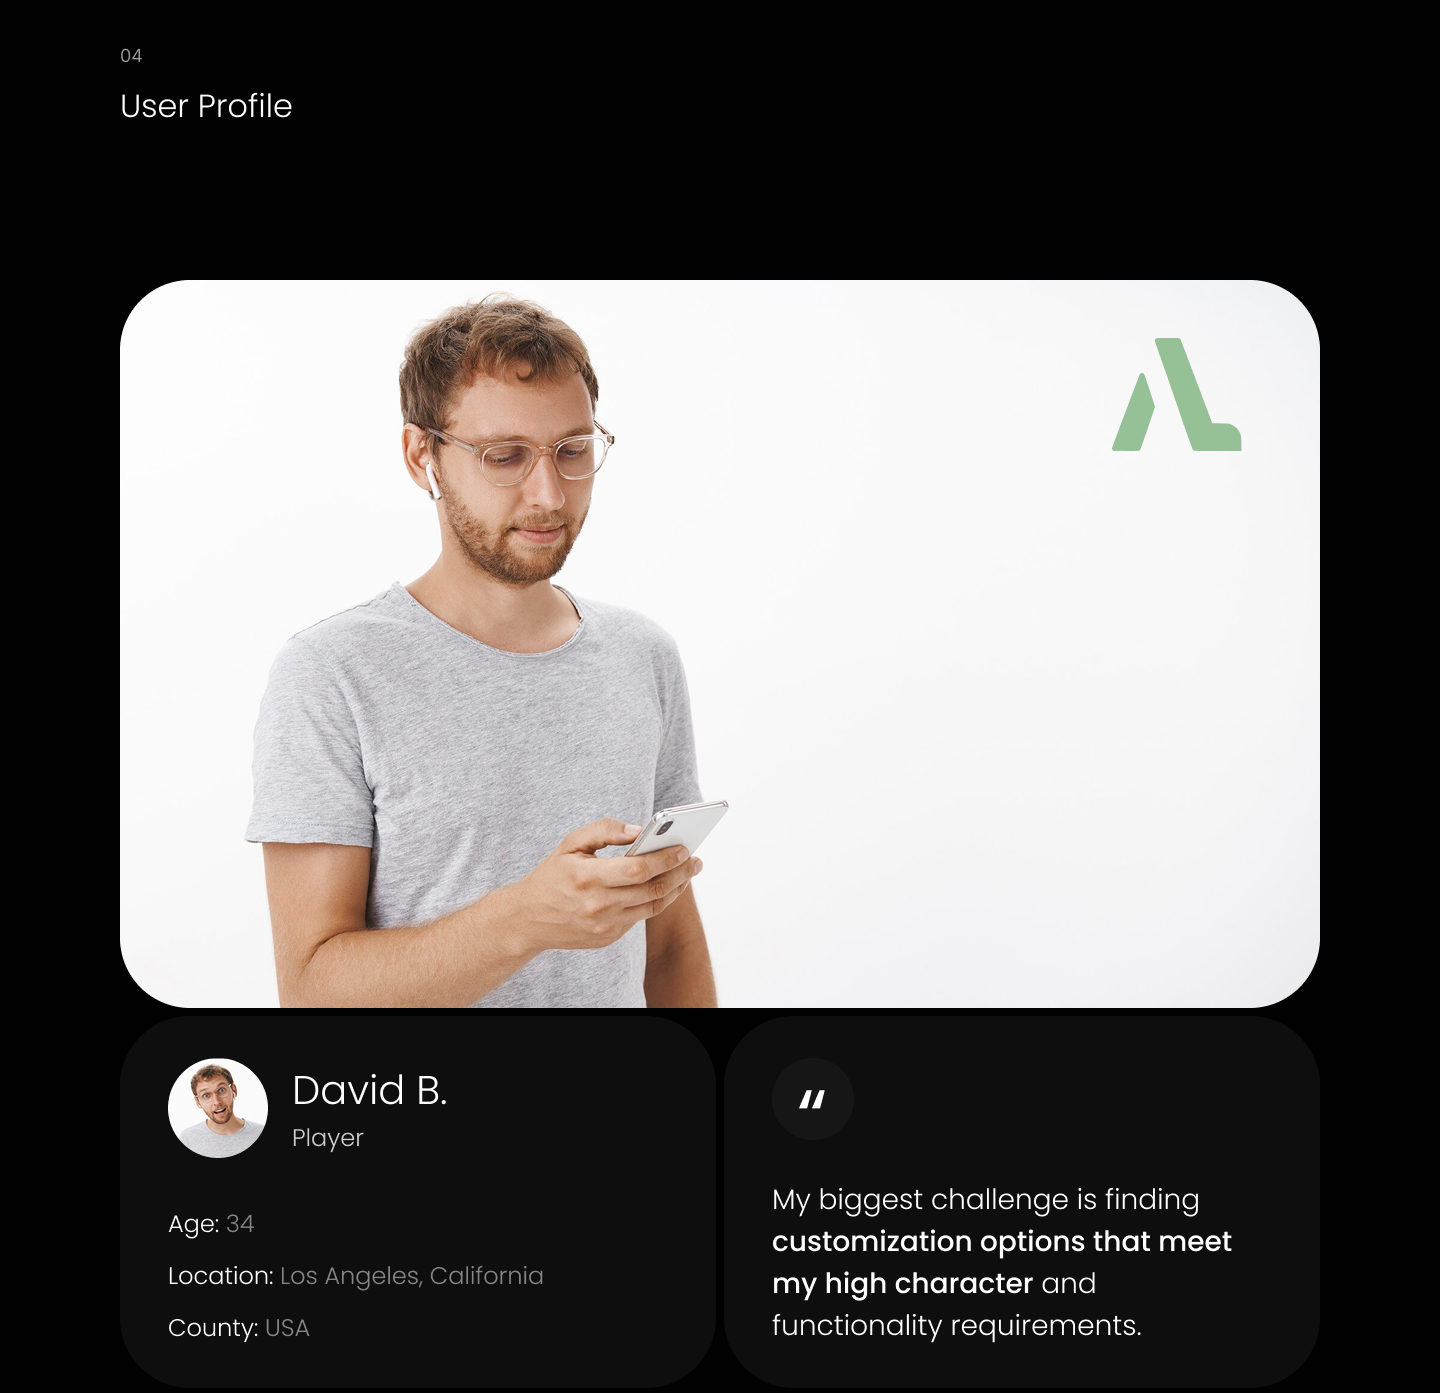 04
User Profile
David B.
Player
Age: 34
Location: Los Angeles, California
County: USA
“
My biggest challenge is finding
customization options that meet
my high character and
functionality requirements.